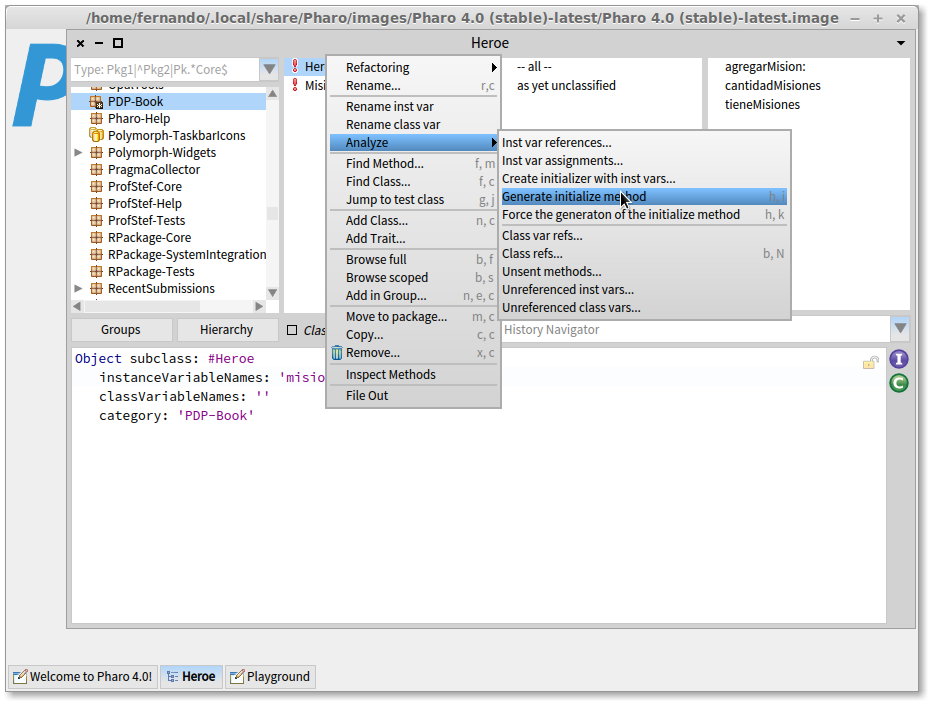 /home/fernando/.local/share/Pharo/images/Pharo 4.0 (stable)-latest/Pharo 4.0 (stable)-latest.image
Heroe
Type: Pkg1|^Pkg2|Pk.*Core$
PDP-Book
Pharo-Help
Polymorph-TaskbarIcons
Polymorph-Widgets
PragmaCollector
ProfStef-Core
ProfStef-Help
ProfStef-Tests
RPackage-Core
RPackage-SystemIntegration
RPackage-Tests
RecentSubmissions
Her
Misi
Refactoring
Rename... r,c
Rename inst var
Rename class var
Analyze
Find Method... f, m
Find Class... f, c
Jump to test class g, j
Add Class... n, c
Add Trait...
Browse full b, f
Browse scoped b, s
Add in Group... n, e, c
Move to package... m, c
Copy... c, c
Remove... x, c
Inspect Methods
File Out
-- all --
as yet unclassified
agregarMision:
cantidadMisiones
tieneMisiones
Inst var references...
Inst var assignments...
Create initializer with inst vars...
Generate initialize method h, i
Force the generaton of the initialize method h, k
Class var refs...
Class refs... b, N
Unsent methods...
Unreferenced inst vars...
Unreferenced class vars...
Groups
Hierarchy
Clas
History Navigator
Object subclass: #Heroe
instanceVariableNames: 'misio
classVariableNames: ''
category: 'PDP-Book'
I
C
Welcome to Pharo 4.0!
Heroe
Playground